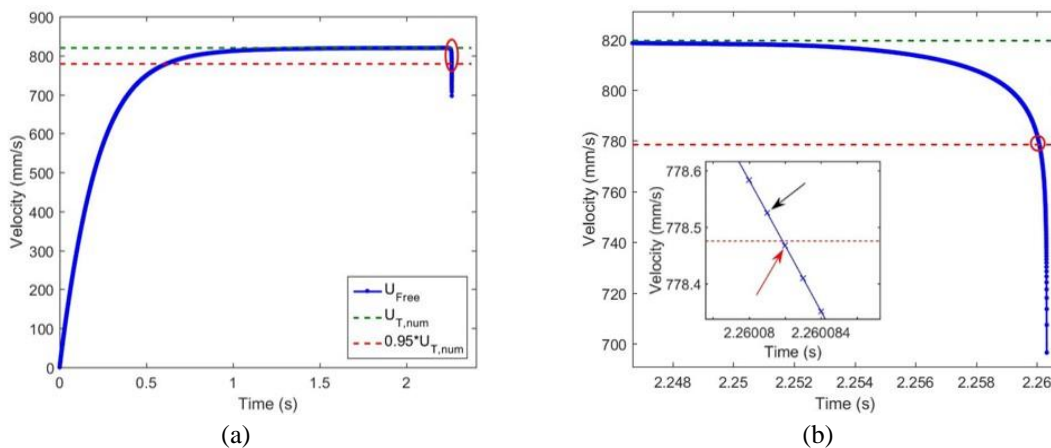 900
800
700
600
500
400
300
200
100
0
Velocity (mm/s)
0 0.5 1 1.5 2
Time (s)
U_Free
U_T,num
0.95*U_T,num
(a)
820
800
780
760
740
720
700
Velocity (mm/s)
2.248 2.25 2.252 2.254 2.256 2.258 2.26
Time (s)
778.6
778.5
778.4
Velocity (mm/s)
2.26008 2.260084
Time (s)
(b)